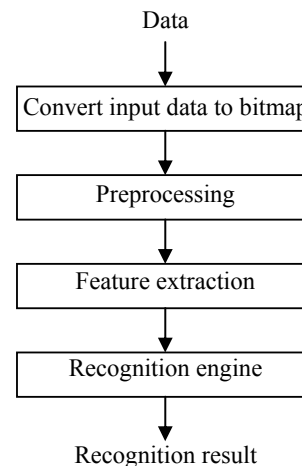 Data
Convert input data to bitmap
Preprocessing
Feature extraction
Recognition engine
Recognition result